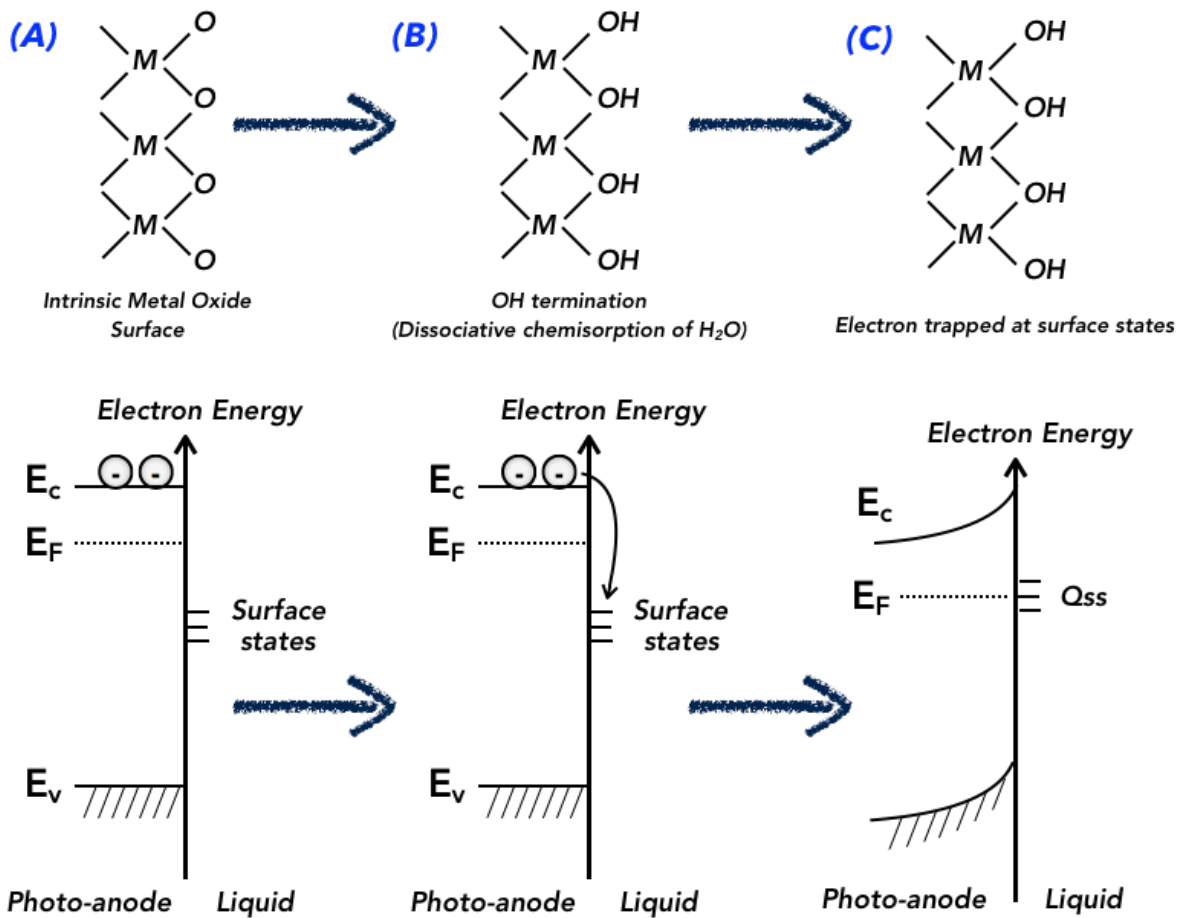 (A)
O
M
O
M
O
M
O
Intrinsic Metal Oxide
Surface
(B)
OH
M
OH
M
OH
M
OH
OH termination
(Dissociative chemisorption of H₂O)
(C)
OH
M
OH
M
OH
M
OH
Electron trapped at surface states
Electron Energy
Ec
- -
EF
Surface
states
Ev
Photo-anode Liquid
Electron Energy
Ec
- -
EF
Surface
states
Ev
Photo-anode Liquid
Electron Energy
Ec
EF
Qss
Photo-anode Liquid